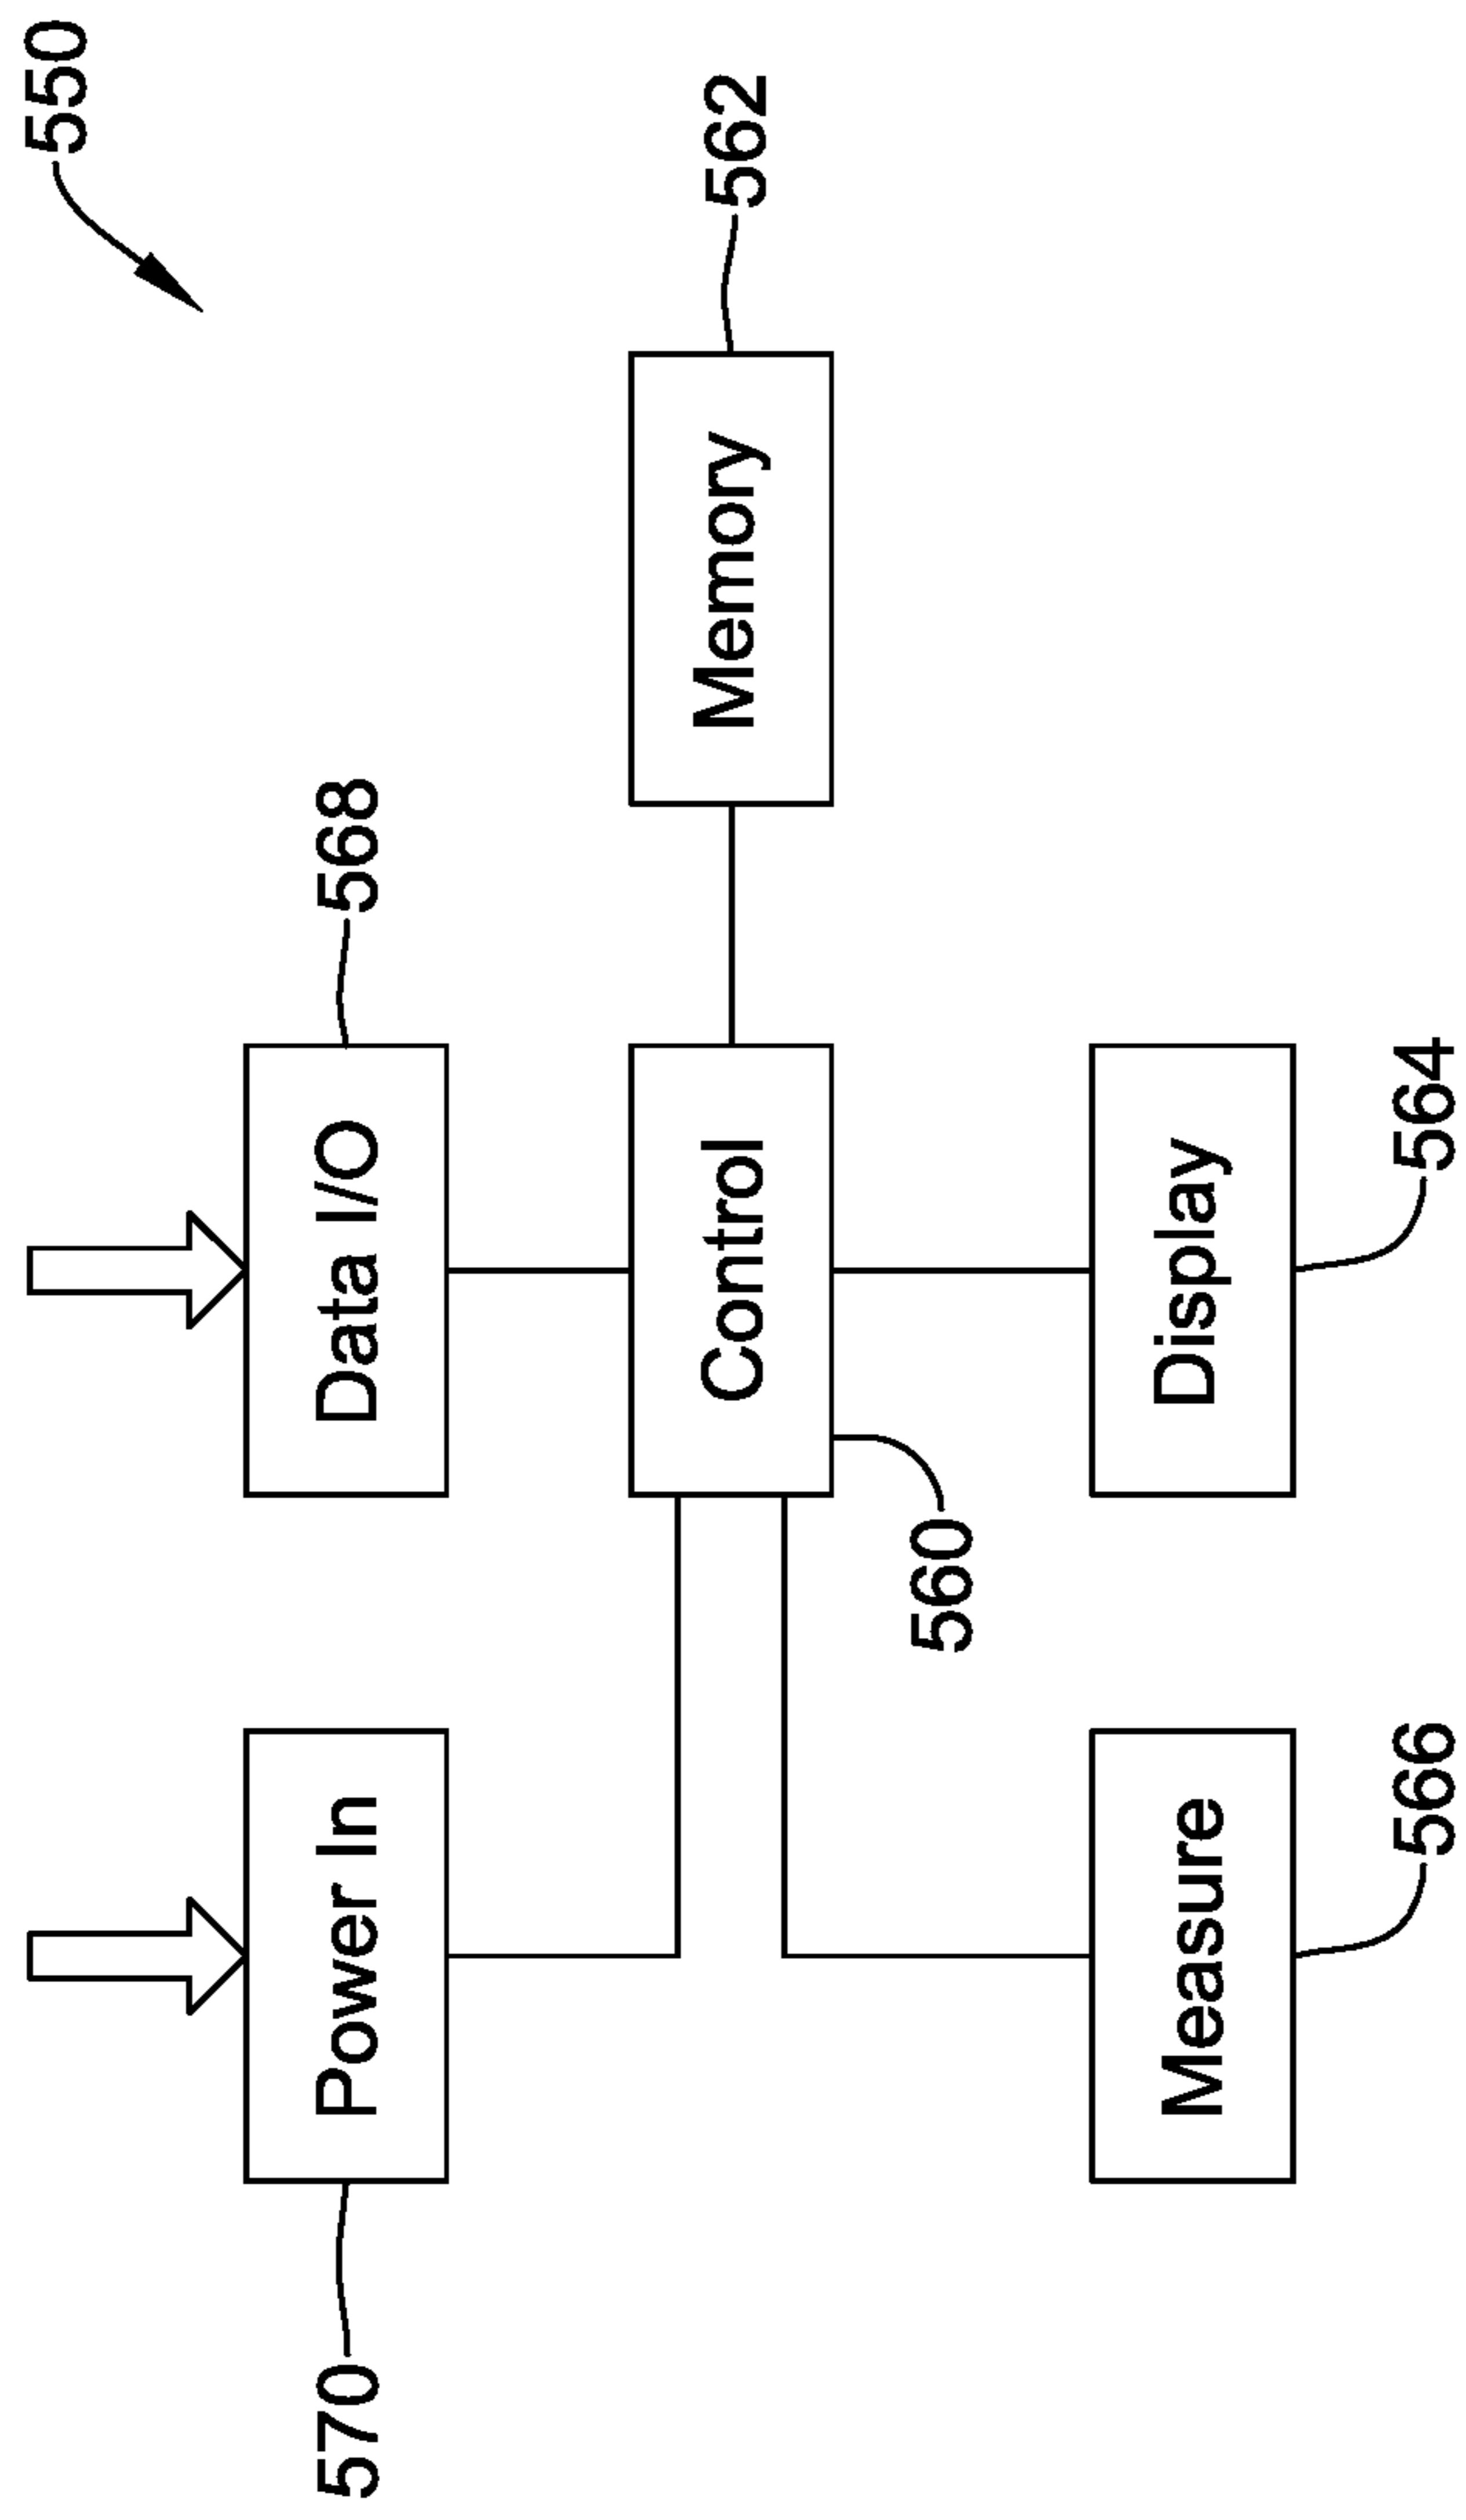 550
570
Power In
Data I/O
568
Control
Memory
562
560
Measure
Display
566
564